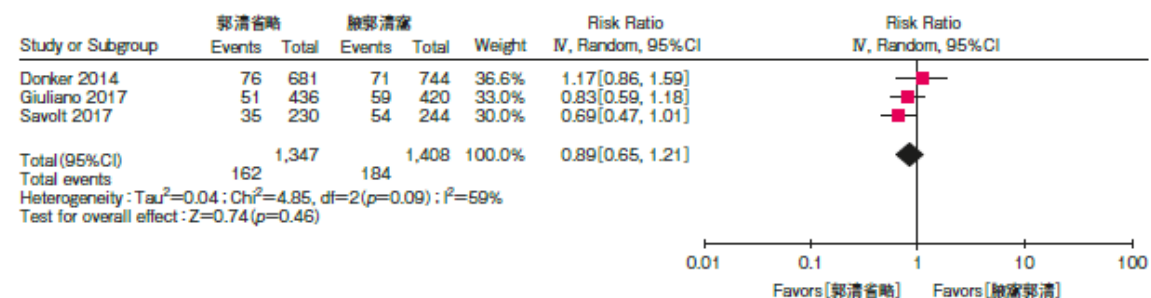 郭清省略 腋郭清窩 Risk Ratio Risk Ratio
Study or Subgroup Events Total Events Total Weight IV, Random, 95%CI IV, Random, 95%CI
Donker 2014 76 681 71 744 36.6% 1.17[0.86, 1.59]
Giuliano 2017 51 436 59 420 33.0% 0.83[0.59, 1.18]
Savolt 2017 35 230 54 244 30.0% 0.69[0.47, 1.01]
Total(95%CI) 1,347 1,408 100.0% 0.89[0.65, 1.21]
Total events 162 184
Heterogeneity：Tau²=0.04；Chi²=4.85, df=2(p=0.09)；I²=59%
Test for overall effect：Z=0.74(p=0.46)
0.01 0.1 1 10 100
Favors[郭清省略] Favors[腋窩郭清]